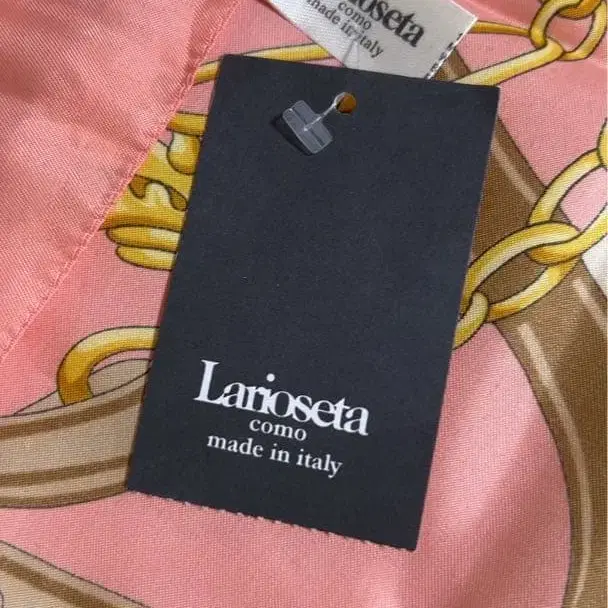 Larioseta
como
made in italy
Larioseta
como
made in italy